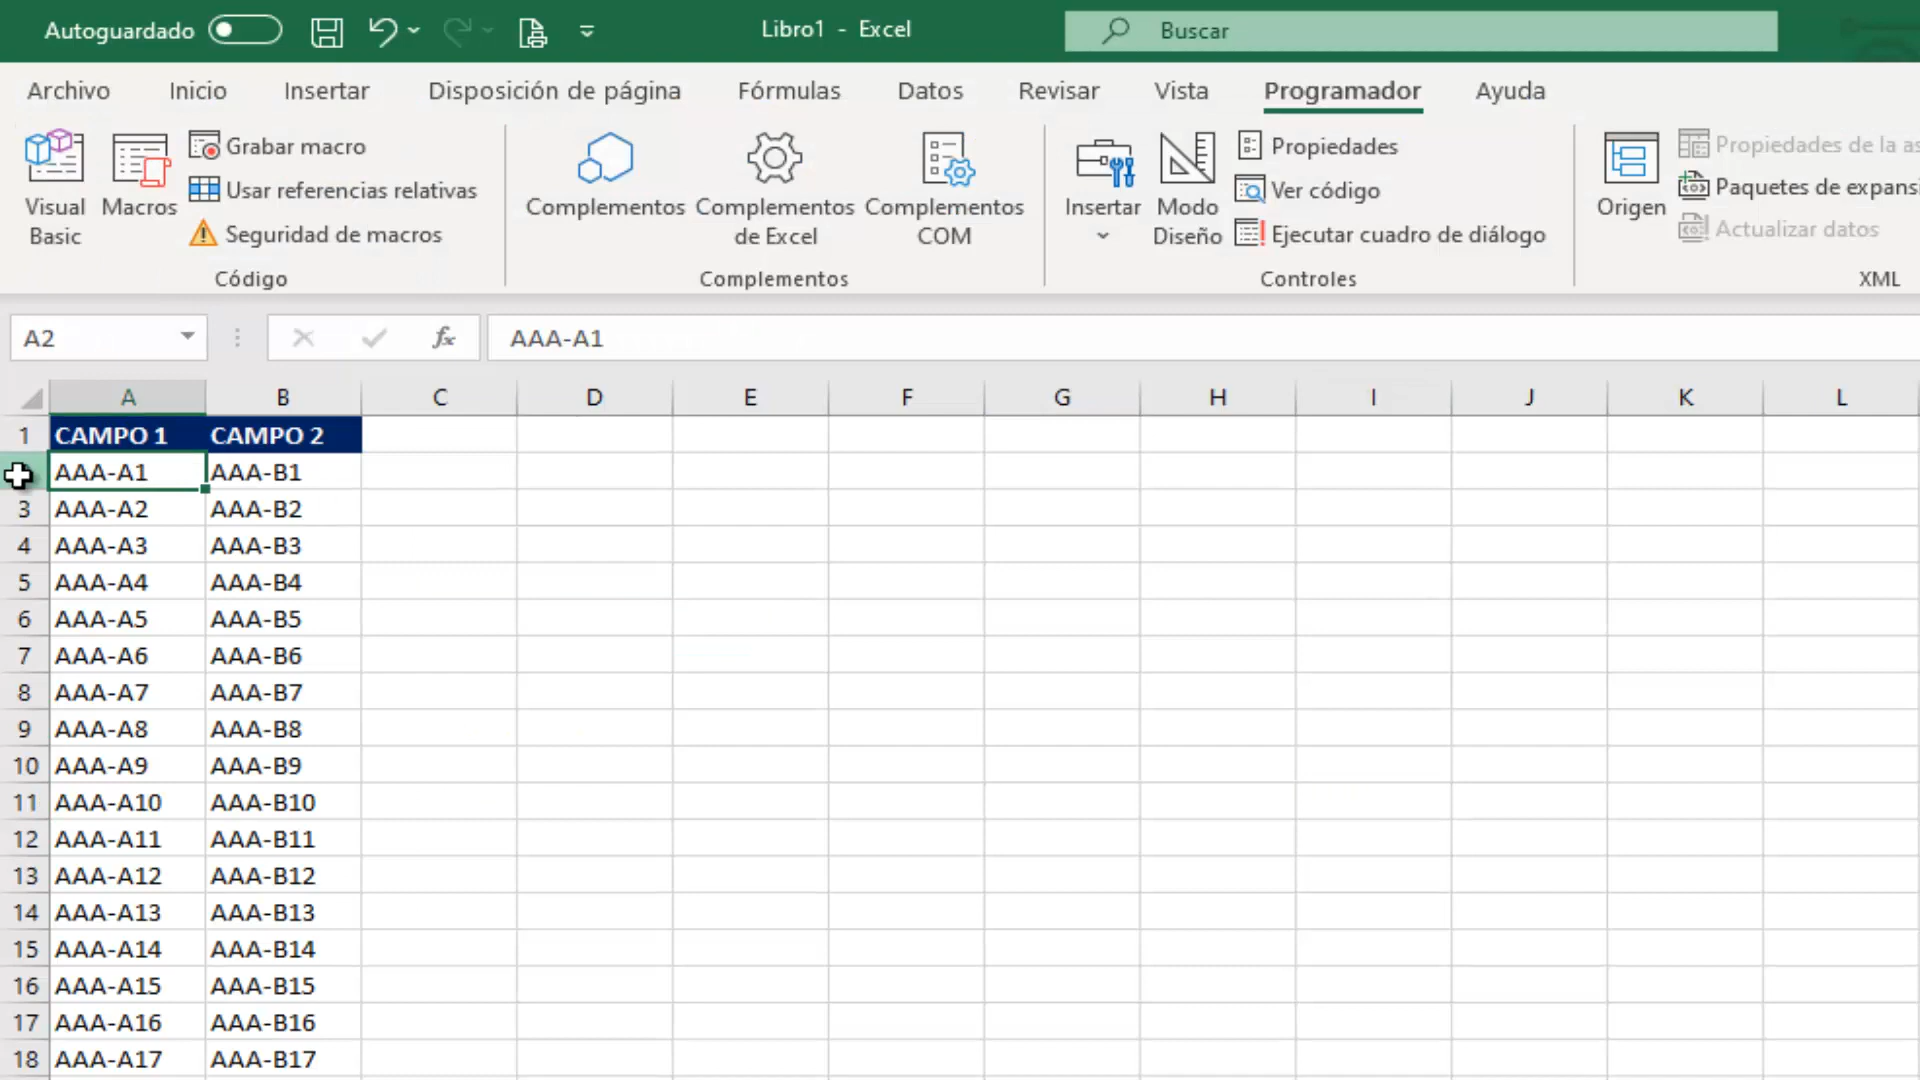 Autoguardado
Libro1 - Excel
Buscar
Archivo Inicio Insertar Disposición de página Fórmulas Datos Revisar Vista Programador Ayuda
Visual Basic
Macros
Grabar macro
Usar referencias relativas
Seguridad de macros
Código
Complementos
Complementos de Excel
Complementos COM
Complementos
Insertar
Modo Diseño
Propiedades
Ver código
Ejecutar cuadro de diálogo
Controles
Origen
Propiedades de la as
Paquetes de expansi
Actualizar datos
XML
A2 fx AAA-A1
A B C D E F G H I J K L
1 CAMPO 1 CAMPO 2
AAA-A1 AAA-B1
3 AAA-A2 AAA-B2
4 AAA-A3 AAA-B3
5 AAA-A4 AAA-B4
6 AAA-A5 AAA-B5
7 AAA-A6 AAA-B6
8 AAA-A7 AAA-B7
9 AAA-A8 AAA-B8
10 AAA-A9 AAA-B9
11 AAA-A10 AAA-B10
12 AAA-A11 AAA-B11
13 AAA-A12 AAA-B12
14 AAA-A13 AAA-B13
15 AAA-A14 AAA-B14
16 AAA-A15 AAA-B15
17 AAA-A16 AAA-B16
18 AAA-A17 AAA-B17